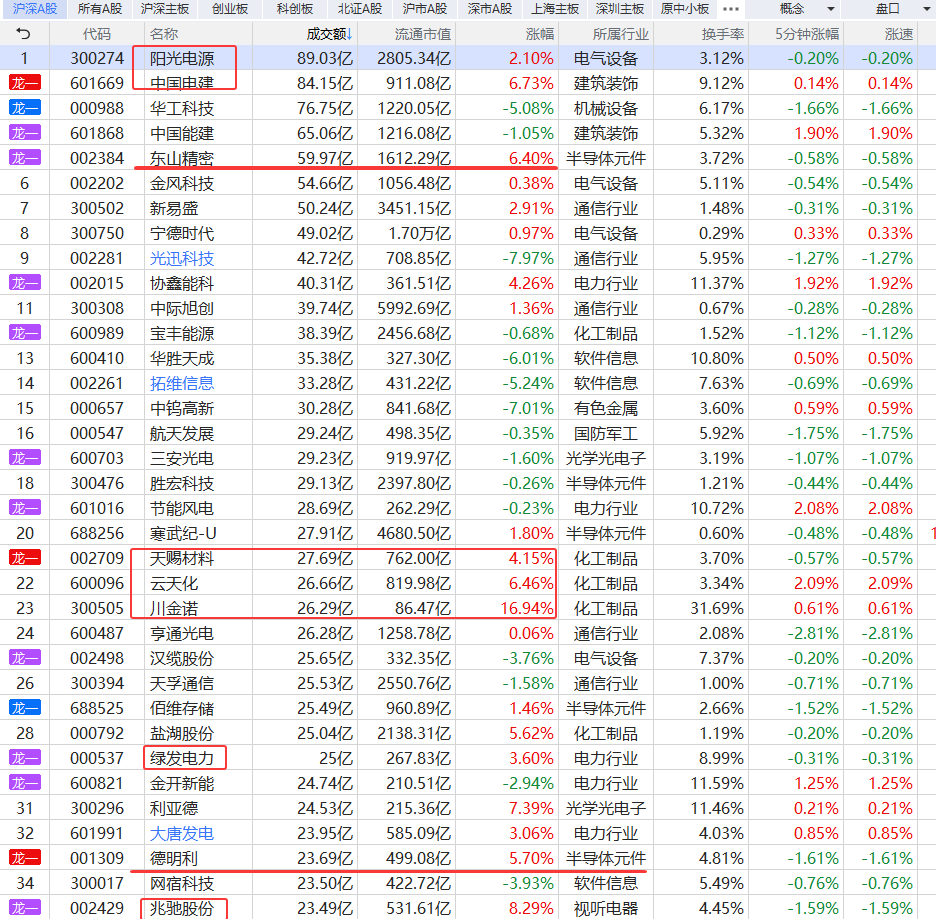 沪深A股 所有A股 沪深主板 创业板 科创板 北证A股 沪市A股 深市A股 上海主板 深圳主板 原中小板 ••• 概念 盘口
代码 名称 成交额↓ 流通市值 涨幅 所属行业 换手率 5分钟涨幅 涨速
1 300274 阳光电源 89.03亿 2805.34亿 2.10% 电气设备 3.12% -0.20% -0.20%
龙一 601669 中国电建 84.15亿 911.08亿 6.73% 建筑装饰 9.12% 0.14% 0.14%
龙一 000988 华工科技 76.75亿 1220.05亿 -5.08% 机械设备 6.17% -1.66% -1.66%
龙一 601868 中国能建 65.06亿 1216.08亿 -1.05% 建筑装饰 5.32% 1.90% 1.90%
龙一 002384 东山精密 59.97亿 1612.29亿 6.40% 半导体元件 3.72% -0.58% -0.58%
6 002202 金风科技 54.66亿 1056.48亿 0.38% 电气设备 5.11% -0.54% -0.54%
7 300502 新易盛 50.24亿 3451.15亿 2.91% 通信行业 1.48% -0.31% -0.31%
8 300750 宁德时代 49.02亿 1.70万亿 0.97% 电气设备 0.29% 0.33% 0.33%
9 002281 光迅科技 42.72亿 708.85亿 -7.97% 通信行业 5.95% -1.27% -1.27%
龙一 002015 协鑫能科 40.31亿 361.51亿 4.26% 电力行业 11.37% 1.92% 1.92%
11 300308 中际旭创 39.74亿 5992.69亿 1.36% 通信行业 0.67% -0.28% -0.28%
龙一 600989 宝丰能源 38.39亿 2456.68亿 -0.68% 化工制品 1.52% -1.12% -1.12%
13 600410 华胜天成 35.38亿 327.30亿 -6.01% 软件信息 10.80% 0.50% 0.50%
14 002261 拓维信息 33.28亿 431.22亿 -5.24% 软件信息 7.63% -0.69% -0.69%
15 000657 中钨高新 30.28亿 841.68亿 -7.01% 有色金属 3.60% 0.59% 0.59%
16 000547 航天发展 29.24亿 498.35亿 -0.35% 国防军工 5.92% -1.75% -1.75%
龙一 600703 三安光电 29.23亿 919.97亿 -1.60% 光学光电子 3.19% -1.07% -1.07%
18 300476 胜宏科技 29.13亿 2397.80亿 -0.26% 半导体元件 1.21% -0.44% -0.44%
龙一 601016 节能风电 28.69亿 262.29亿 -0.23% 电力行业 10.72% 2.08% 2.08%
20 688256 寒武纪-U 27.91亿 4680.50亿 1.80% 半导体元件 0.60% -0.48% -0.48%
龙一 002709 天赐材料 27.69亿 762.00亿 4.15% 化工制品 3.70% -0.57% -0.57%
22 600096 云天化 26.66亿 819.98亿 6.46% 化工制品 3.34% 2.09% 2.09%
23 300505 川金诺 26.29亿 86.47亿 16.94% 化工制品 31.69% 0.61% 0.61%
24 600487 亨通光电 26.28亿 1258.78亿 0.06% 通信行业 2.08% -2.81% -2.81%
龙一 002498 汉缆股份 25.65亿 332.35亿 -3.76% 电气设备 7.37% -0.20% -0.20%
26 300394 天孚通信 25.53亿 2550.76亿 -1.58% 通信行业 1.00% -0.71% -0.71%
龙一 688525 佰维存储 25.49亿 960.89亿 1.46% 半导体元件 2.66% -1.52% -1.52%
28 000792 盐湖股份 25.04亿 2138.31亿 5.62% 化工制品 1.19% -0.20% -0.20%
龙一 000537 绿发电力 25亿 267.83亿 3.60% 电力行业 8.99% -0.31% -0.31%
龙一 600821 金开新能 24.74亿 210.51亿 -2.94% 电力行业 11.59% 1.25% 1.25%
31 300296 利亚德 24.53亿 215.36亿 7.39% 光学光电子 11.46% 0.21% 0.21%
32 601991 大唐发电 23.95亿 585.09亿 3.06% 电力行业 4.03% 0.85% 0.85%
龙一 001309 德明利 23.69亿 499.08亿 5.70% 半导体元件 4.81% -1.61% -1.61%
34 300017 网宿科技 23.50亿 422.72亿 -3.93% 软件信息 5.49% -0.76% -0.76%
龙一 002429 兆驰股份 23.49亿 531.61亿 8.29% 视听电器 4.45% -1.59% -1.59%